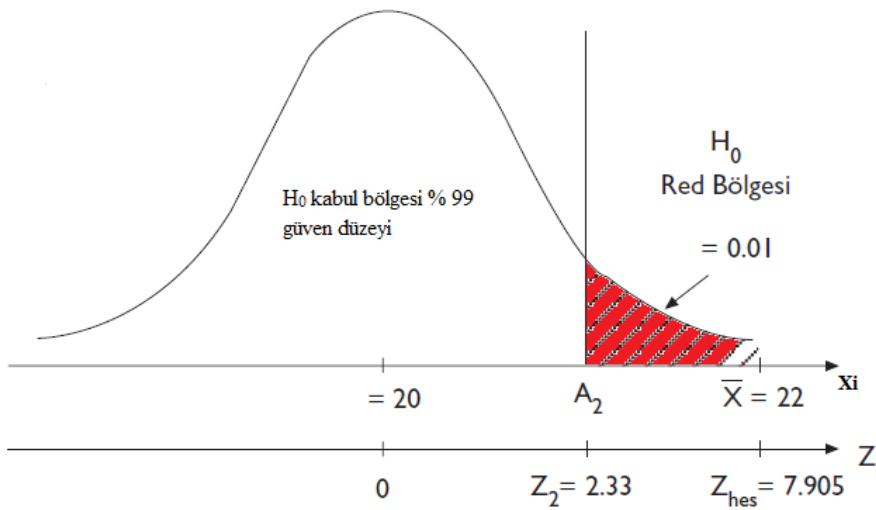 H₀
Red Bölgesi
H₀ kabul bölgesi % 99
güven düzeyi
= 0.01
= 20
A₂
X̅ = 22
Xi
0
Z₂= 2.33
Zhes = 7.905
Z